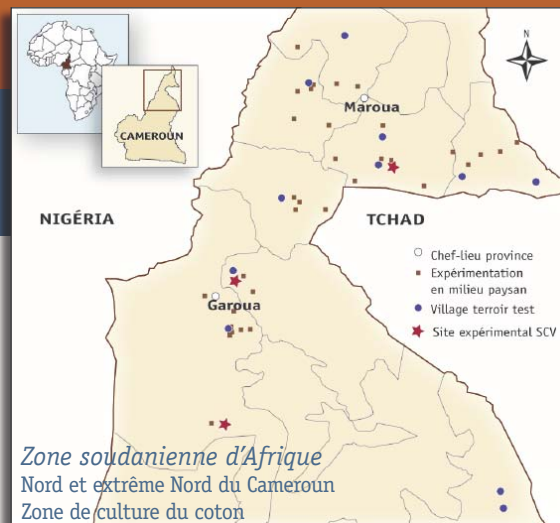 N
Maroua
CAMEROUN
NIGÉRIA
TCHAD
Chef-lieu province
Expérimentation
en milieu paysan
Village terroir test
Site expérimental SCV
Garoua
Zone soudanienne d'Afrique
Nord et extrême Nord du Cameroun
Zone de culture du coton